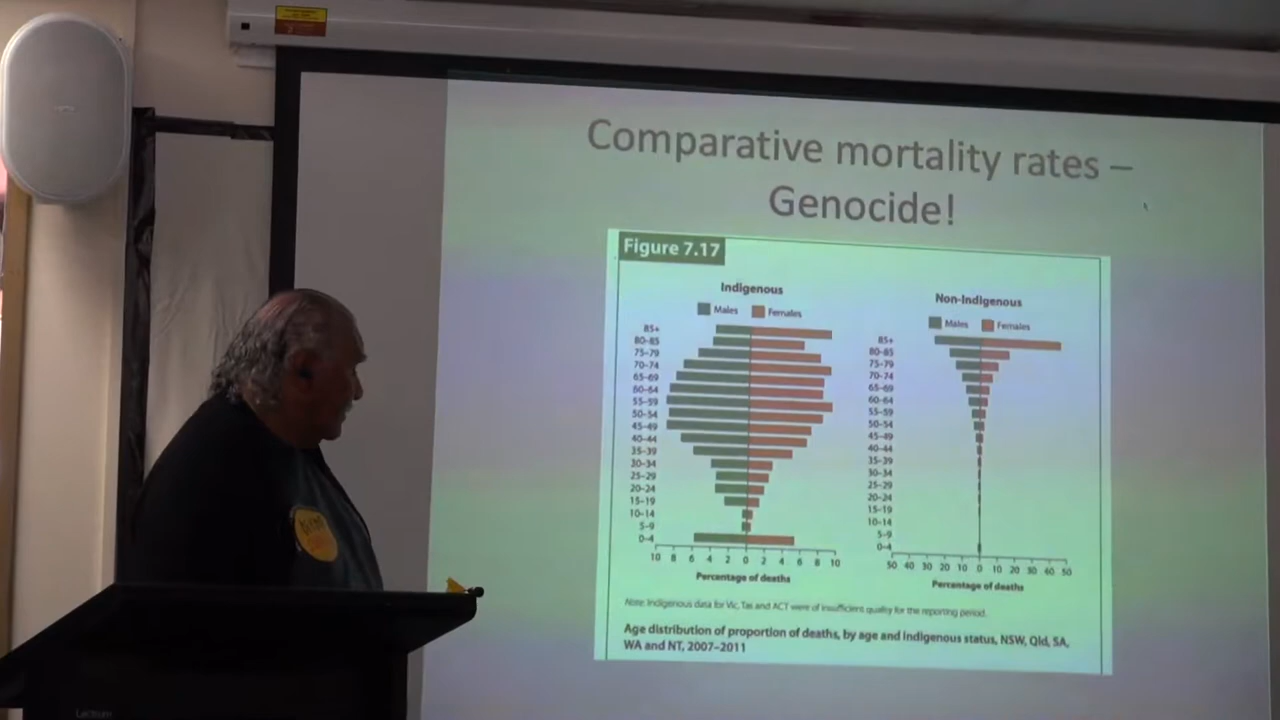 Comparative mortality rates –
Genocide!
Figure 7.17
Indigenous
Males Females
85+
80–85
75–79
70–74
65–69
60–64
55–59
50–54
45–49
40–44
35–39
30–34
25–29
20–24
15–19
10–14
5–9
0–4
10 8 6 4 2 0 2 4 6 8 10
Percentage of deaths
Non-Indigenous
Males Females
85+
80–85
75–79
70–74
65–69
60–64
55–59
50–54
45–49
40–44
35–39
30–34
25–29
20–24
15–19
10–14
5–9
0–4
50 40 30 20 10 0 10 20 30 40 50
Percentage of deaths
Note: Indigenous data for Vic, Tas and ACT were of insufficient quality for the reporting period.
Age distribution of proportion of deaths, by age and Indigenous status, NSW, Qld, SA,
WA and NT, 2007–2011